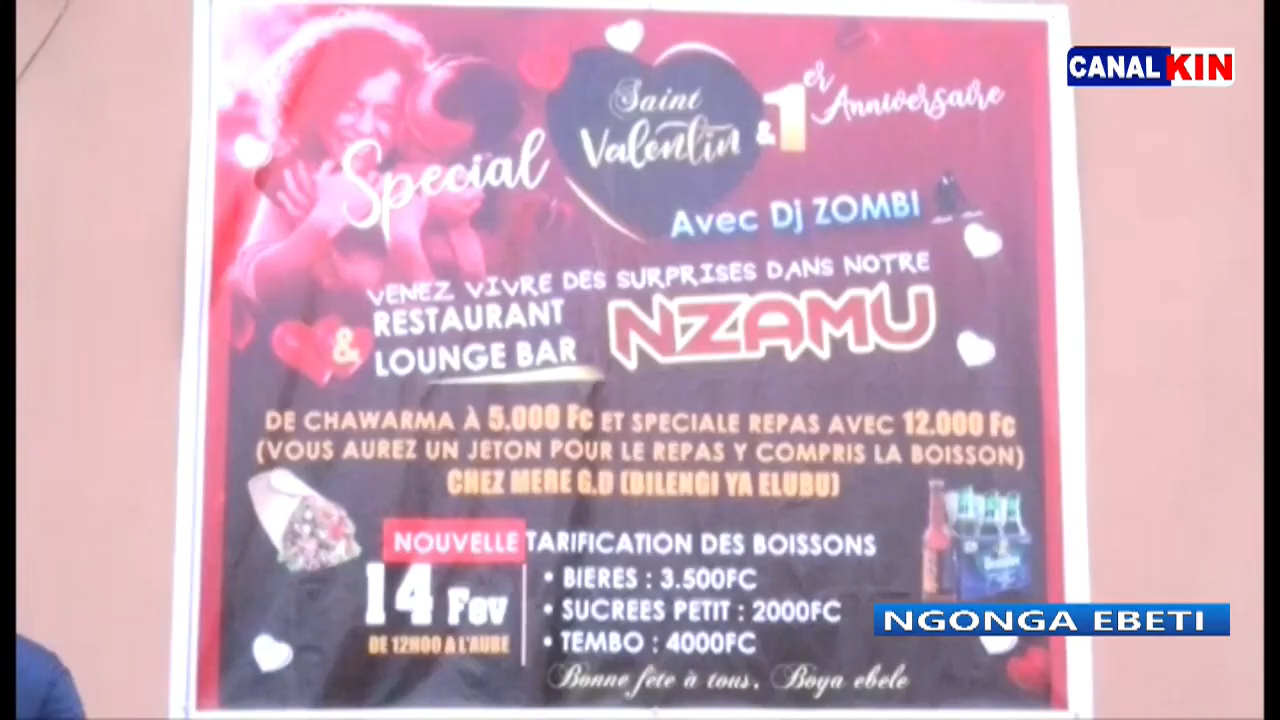 CANAL KIN
Special Saint Valentin & 1er Anniversaire
Avec Dj ZOMBI
VENEZ VIVRE DES SURPRISES DANS NOTRE
& RESTAURANT LOUNGE BAR NZAMU
DE CHAWARMA À 5.000 Fc ET SPECIALE REPAS AVEC 12.000 Fc
(VOUS AUREZ UN JETON POUR LE REPAS Y COMPRIS LA BOISSON)
CHEZ MERE G.D (BILENGI YA ELUBU)
NOUVELLE TARIFICATION DES BOISSONS
14 Fev
DE 12H00 A L'AUBE
• BIERES : 3.500FC
• SUCREES PETIT : 2000FC
• TEMBO : 4000FC
Bonne fête à tous. Boya ebele
NGONGA EBETI